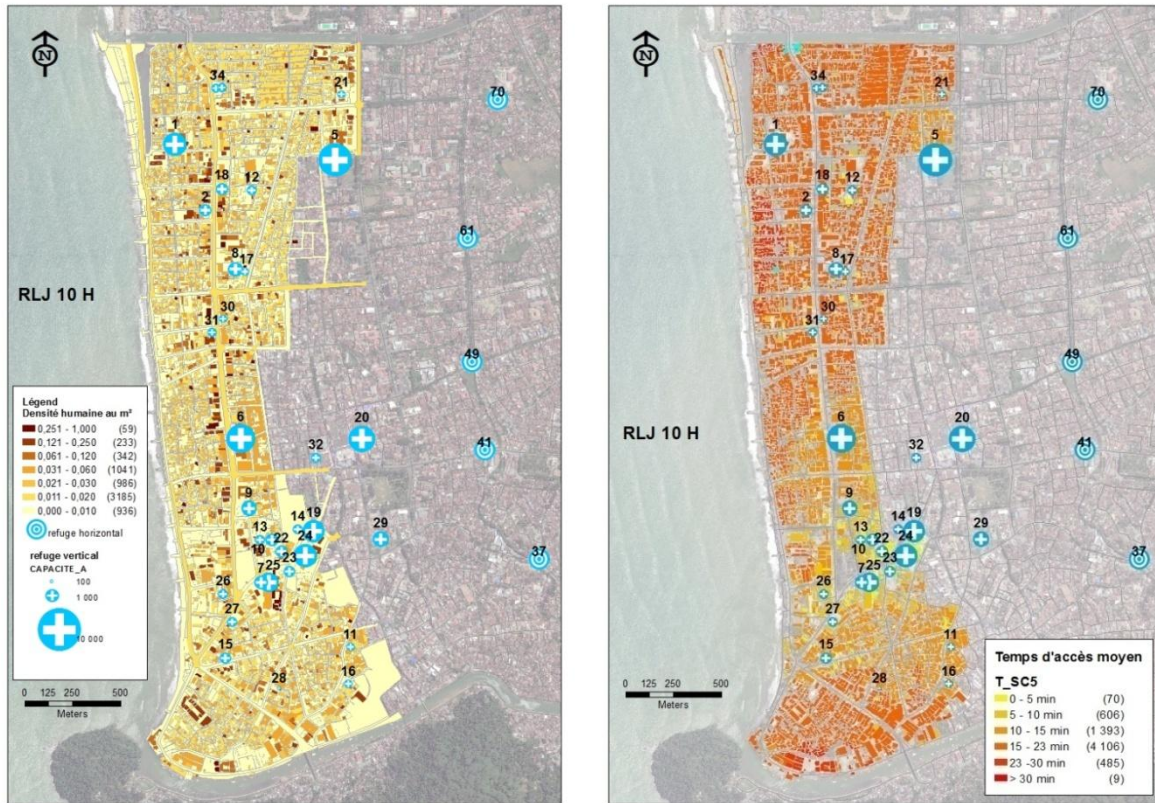 N
34
21
70
1
5
18
12
2
61
8 17
RLJ 10 H
30
31
49
6
20
32
41
9
14 19
13
29
22
10
24
23
37
7 25
26
27
15
11
28
16
Légend
Densité humaine au m²
0,251 - 1,000 (59)
0,121 - 0,250 (233)
0,061 - 0,120 (342)
0,031 - 0,060 (1041)
0,021 - 0,030 (986)
0,011 - 0,020 (3185)
0,000 - 0,010 (936)
refuge horizontal
refuge vertical
CAPACITE_A
100
1 000
10 000
0 125 250 500
Meters
N
34
21
70
1
5
18
12
2
61
8 17
30
31
49
RLJ 10 H
6
20
32
41
9
14 19
13
29
22
10
24
23
37
7 25
26
27
15
11
28
16
0 125 250 500
Meters
Temps d'accès moyen
T_SC5
0 - 5 min (70)
5 - 10 min (606)
10 - 15 min (1 393)
15 - 23 min (4 106)
23 -30 min (485)
> 30 min (9)